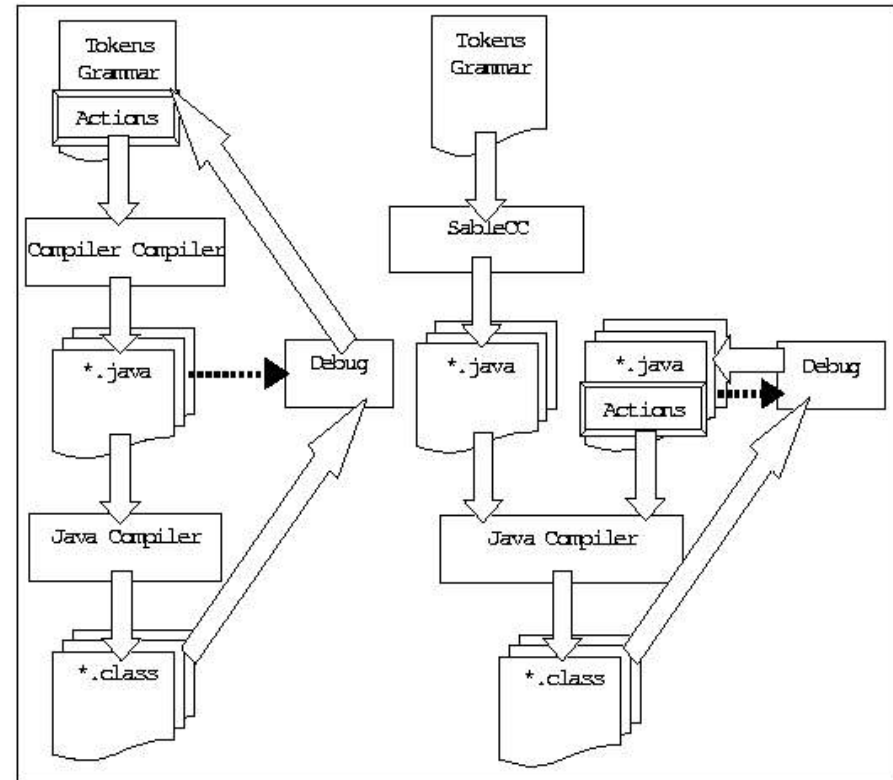 Tokens
Grammar
Actions
Compiler Compiler
*.java
Debug
Java Compiler
*.class
Tokens
Grammar
SableCC
*.java
*.java
Actions
Debug
Java Compiler
*.class